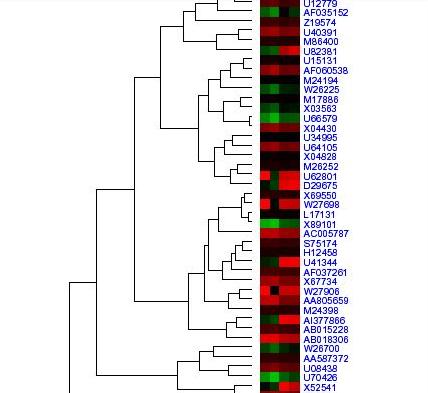 U12779
AF035152
Z19574
U40391
M86400
U82381
U15131
AF060538
M24194
W26225
M17886
X03563
U66579
X04430
U34995
U64105
X04828
M26252
U62801
D29675
X69550
W27698
L17131
X89101
AC005787
S75174
H12458
U41344
AF037261
X67734
W27906
AA805659
M24398
AI377866
AB015228
AB018306
W26700
AA587372
U08438
U70426
X52541